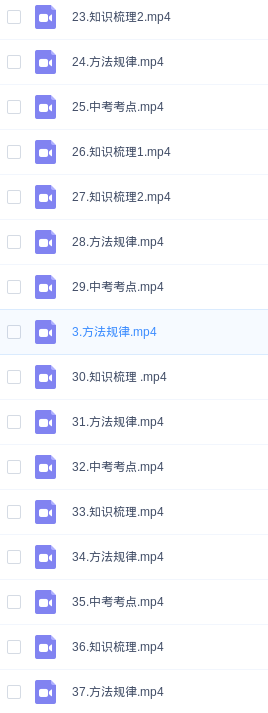 23.知识梳理2.mp4
24.方法规律.mp4
25.中考考点.mp4
26.知识梳理1.mp4
27.知识梳理2.mp4
28.方法规律.mp4
29.中考考点.mp4
3.方法规律.mp4
30.知识梳理 .mp4
31.方法规律.mp4
32.中考考点.mp4
33.知识梳理.mp4
34.方法规律.mp4
35.中考考点.mp4
36.知识梳理.mp4
37.方法规律.mp4